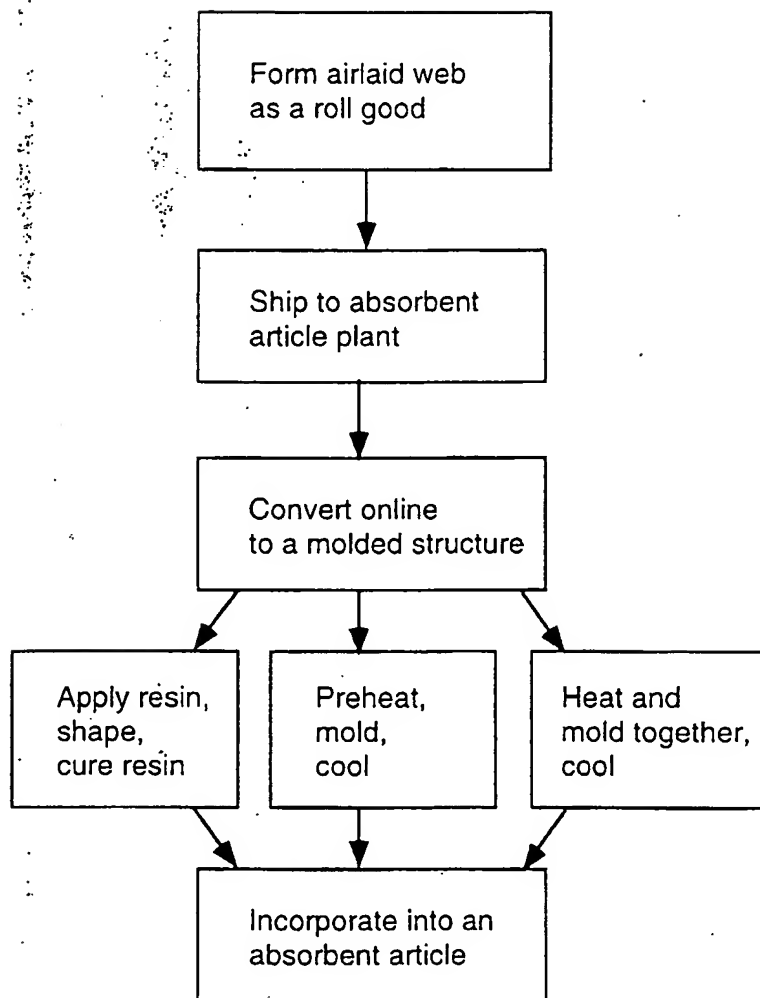 Form airlaid web
as a roll good
Ship to absorbent
article plant
Convert online
to a molded structure
Apply resin,
shape,
cure resin
Preheat,
mold,
cool
Heat and
mold together,
cool
Incorporate into an
absorbent article